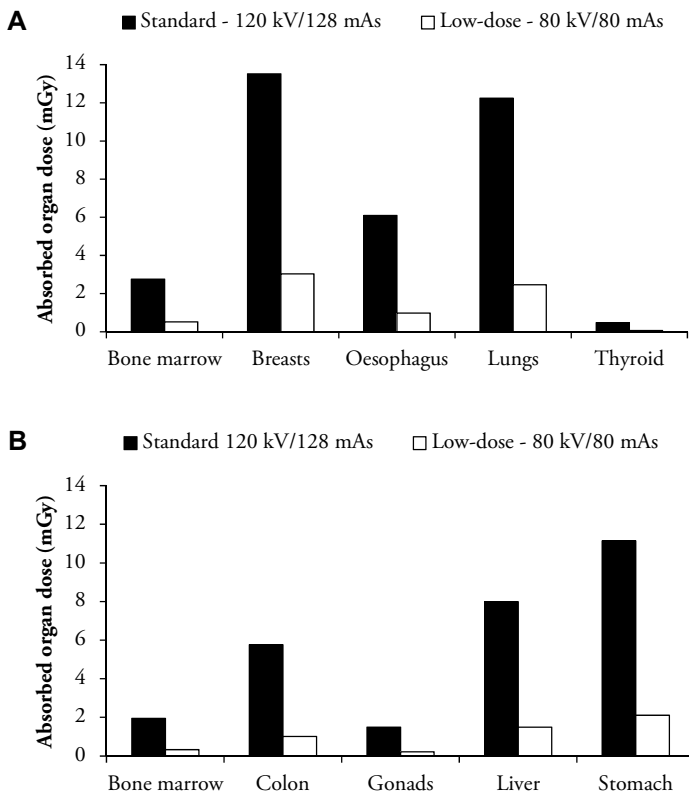 A
■ Standard - 120 kV/128 mAs □ Low-dose - 80 kV/80 mAs
Absorbed organ dose (mGy)
14
12
10
8
6
4
2
0
Bone marrow Breasts Oesophagus Lungs Thyroid
B
■ Standard 120 kV/128 mAs □ Low-dose - 80 kV/80 mAs
Absorbed organ dose (mGy)
14
12
10
8
6
4
2
0
Bone marrow Colon Gonads Liver Stomach